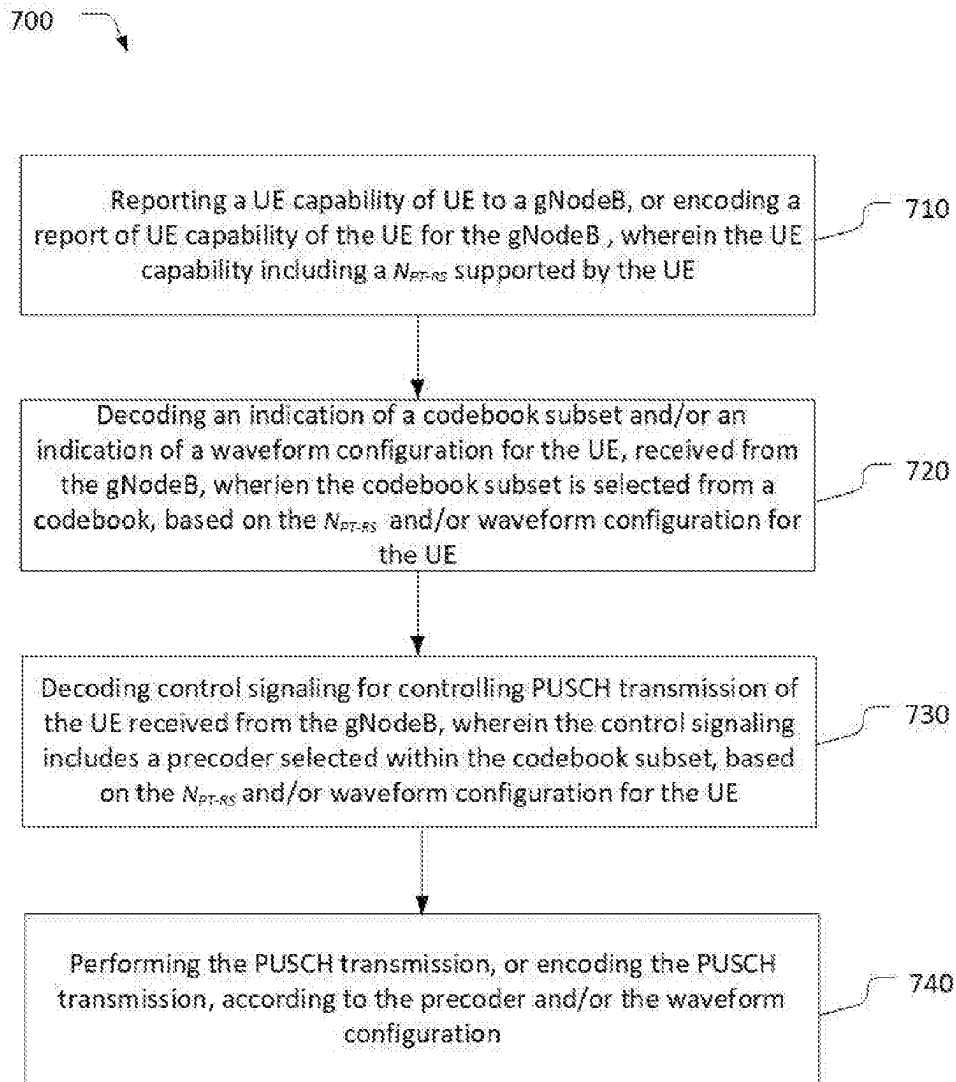 700
Reporting a UE capability of UE to a gNodeB, or encoding a
report of UE capability of the UE for the gNodeB , wherein the UE
capability including a N_PT-RS supported by the UE
710
Decoding an indication of a codebook subset and/or an
indication of a waveform configuration for the UE, received from
the gNodeB, wherien the codebook subset is selected from a
codebook, based on the N_PT-RS and/or waveform configuration for
the UE
720
Decoding control signaling for controlling PUSCH transmission of
the UE received from the gNodeB, wherein the control signaling
includes a precoder selected within the codebook subset, based
on the N_PT-RS and/or waveform configuration for the UE
730
Performing the PUSCH transmission, or encoding the PUSCH
transmission, according to the precoder and/or the waveform
configuration
740